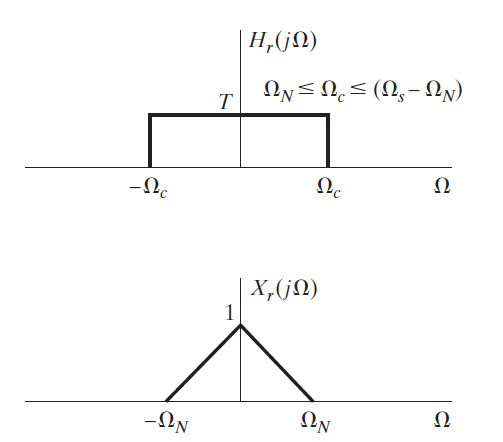 H_r(jΩ)
T
Ω_N ≤ Ω_c ≤ (Ω_s – Ω_N)
–Ω_c
Ω_c
Ω
X_r(jΩ)
1
–Ω_N
Ω_N
Ω